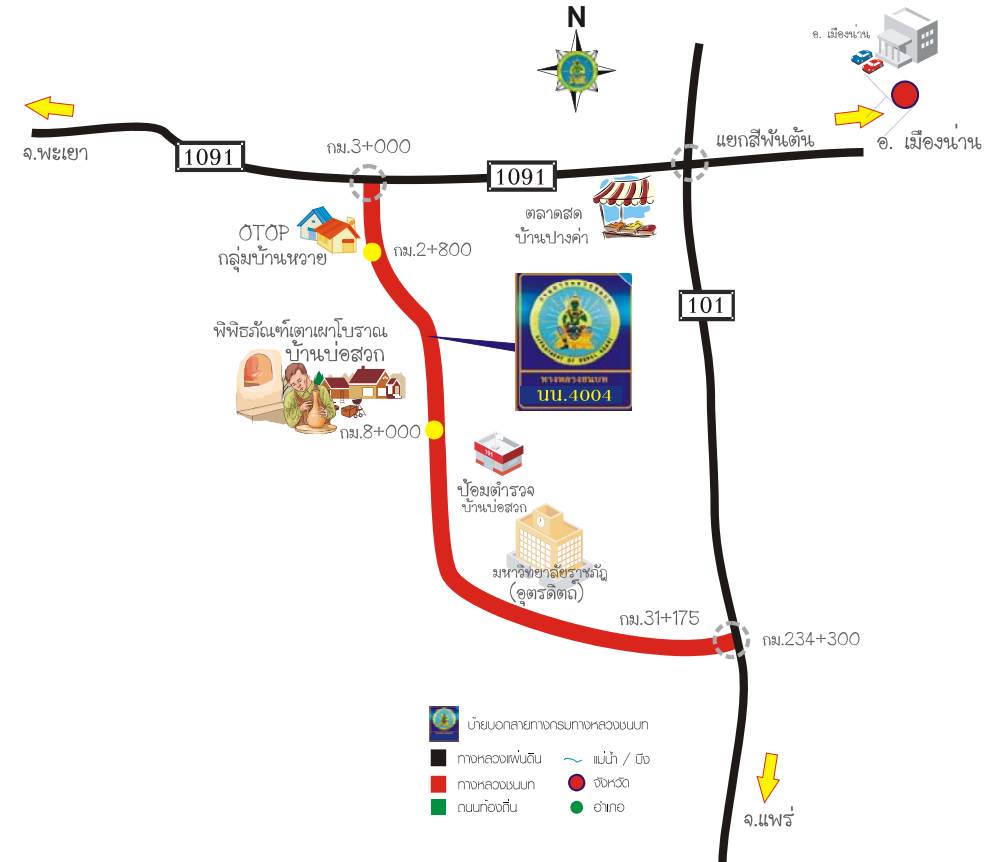 N
อ. เมืองน่าน
จ.พะเยา
1091
กม.3+000
1091
แยกสี่พันต้น
อ. เมืองน่าน
ตลาดสด
บ้านปางค่า
OTOP
กลุ่มบ้านหวาย
กม.2+800
101
พิพิธภัณฑ์เตาเผาโบราณ
บ้านบ่อสวก
ทางหลวงชนบท
นน.4004
กม.8+000
ป้อมตำรวจ
บ้านบ่อสวก
มหาวิทยาลัยราชภัฎ
(อุตรดิตถ์)
กม.31+175
กม.234+300
ป้ายบอกสายทางกรมทางหลวงชนบท
ทางหลวงแผ่นดิน
แม่น้ำ / บึง
ทางหลวงชนบท
จังหวัด
ถนนท้องถิ่น
อำเภอ
จ.แพร่